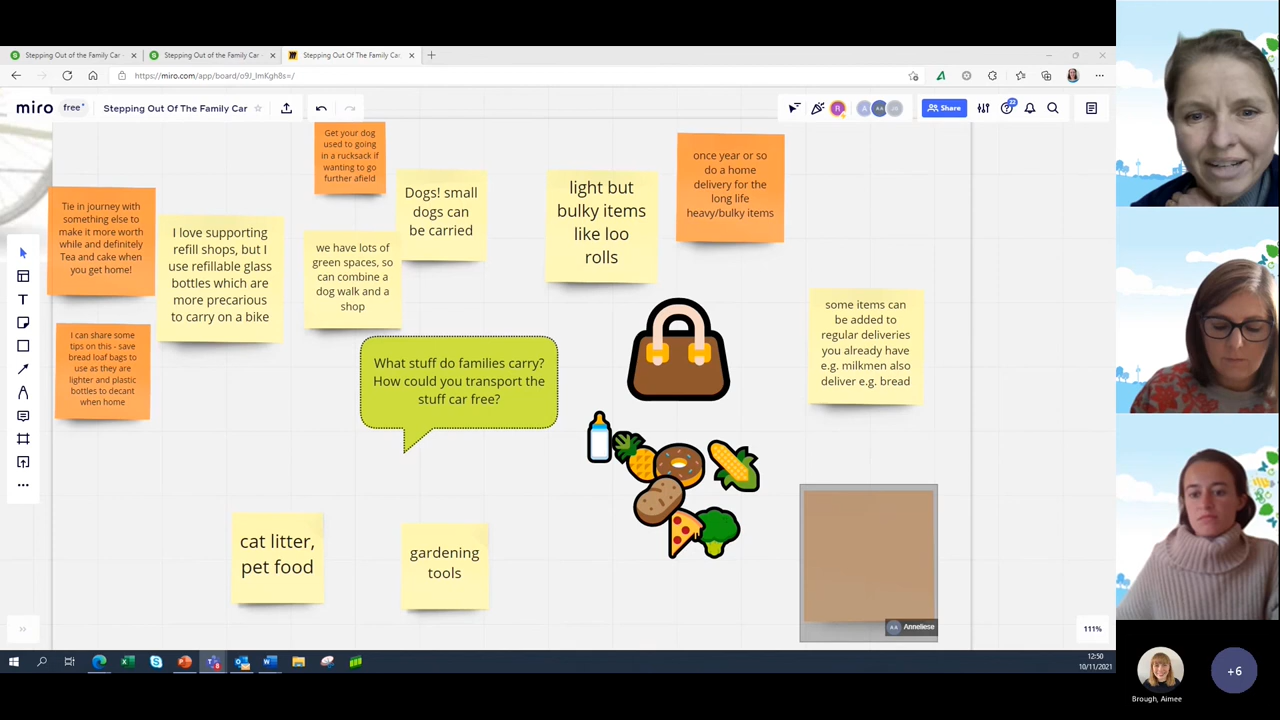 Stepping Out of the Family Car
Stepping Out of the Family Car
Stepping Out Of The Family Car
https://miro.com/app/board/o9J_lmKgh8s=/
miro
free
Stepping Out Of The Family Car
R
A
AA
Share
22
Get your dog
used to going
in a rucksack if
wanting to go
further afield
Dogs! small
dogs can
be carried
light but
bulky items
like loo
rolls
once year or so
do a home
delivery for the
long life
heavy/bulky items
Tie in journey with
something else to
make it more worth
while and definitely
Tea and cake when
you get home!
I love supporting
refill shops, but I
use refillable glass
bottles which are
more precarious
to carry on a bike
we have lots of
green spaces, so
can combine a
dog walk and a
shop
some items can
be added to
regular deliveries
you already have
e.g. milkmen also
deliver e.g. bread
I can share some
tips on this - save
bread loaf bags to
use as they are
lighter and plastic
bottles to decant
when home
What stuff do families carry?
How could you transport the
stuff car free?
cat litter,
pet food
gardening
tools
AA
Anneliese
111%
12:50
10/11/2021
Brough, Aimee
+6